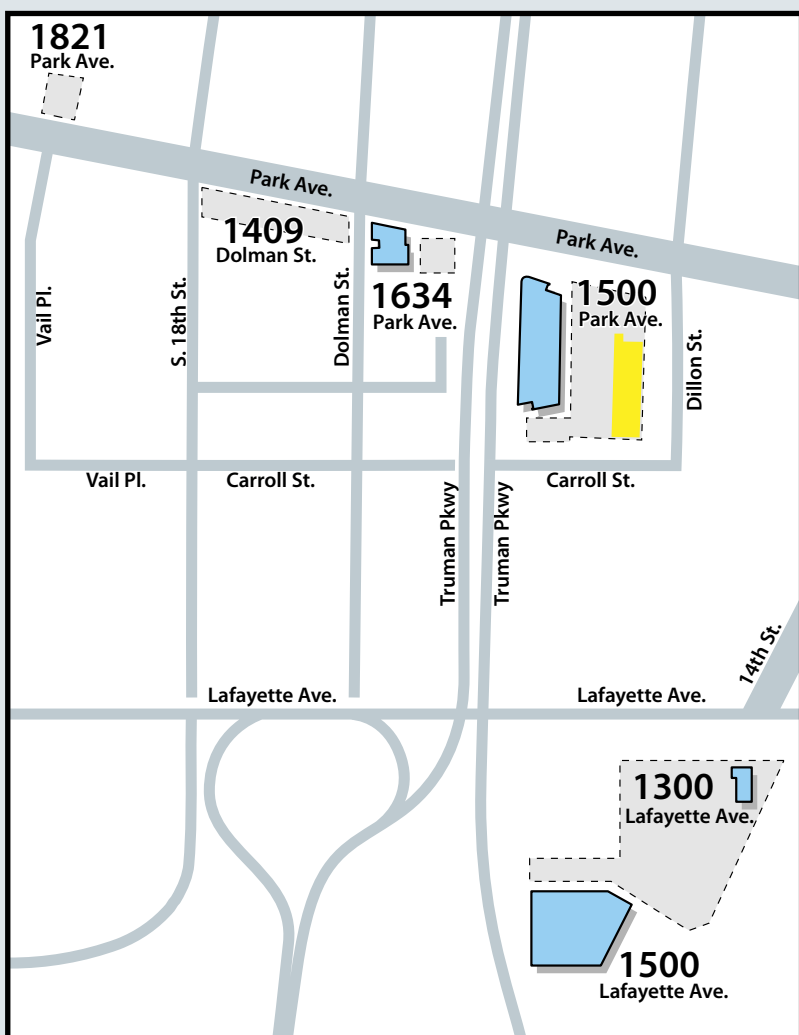 1821
Park Ave.
Park Ave.
1409
Dolman St.
Park Ave.
1634
Park Ave.
1500
Park Ave.
Vail Pl.
S. 18th St.
Dolman St.
Dillon St.
Vail Pl.
Carroll St.
Carroll St.
Truman Pkwy
Truman Pkwy
14th St.
Lafayette Ave.
Lafayette Ave.
1300
Lafayette Ave.
1500
Lafayette Ave.